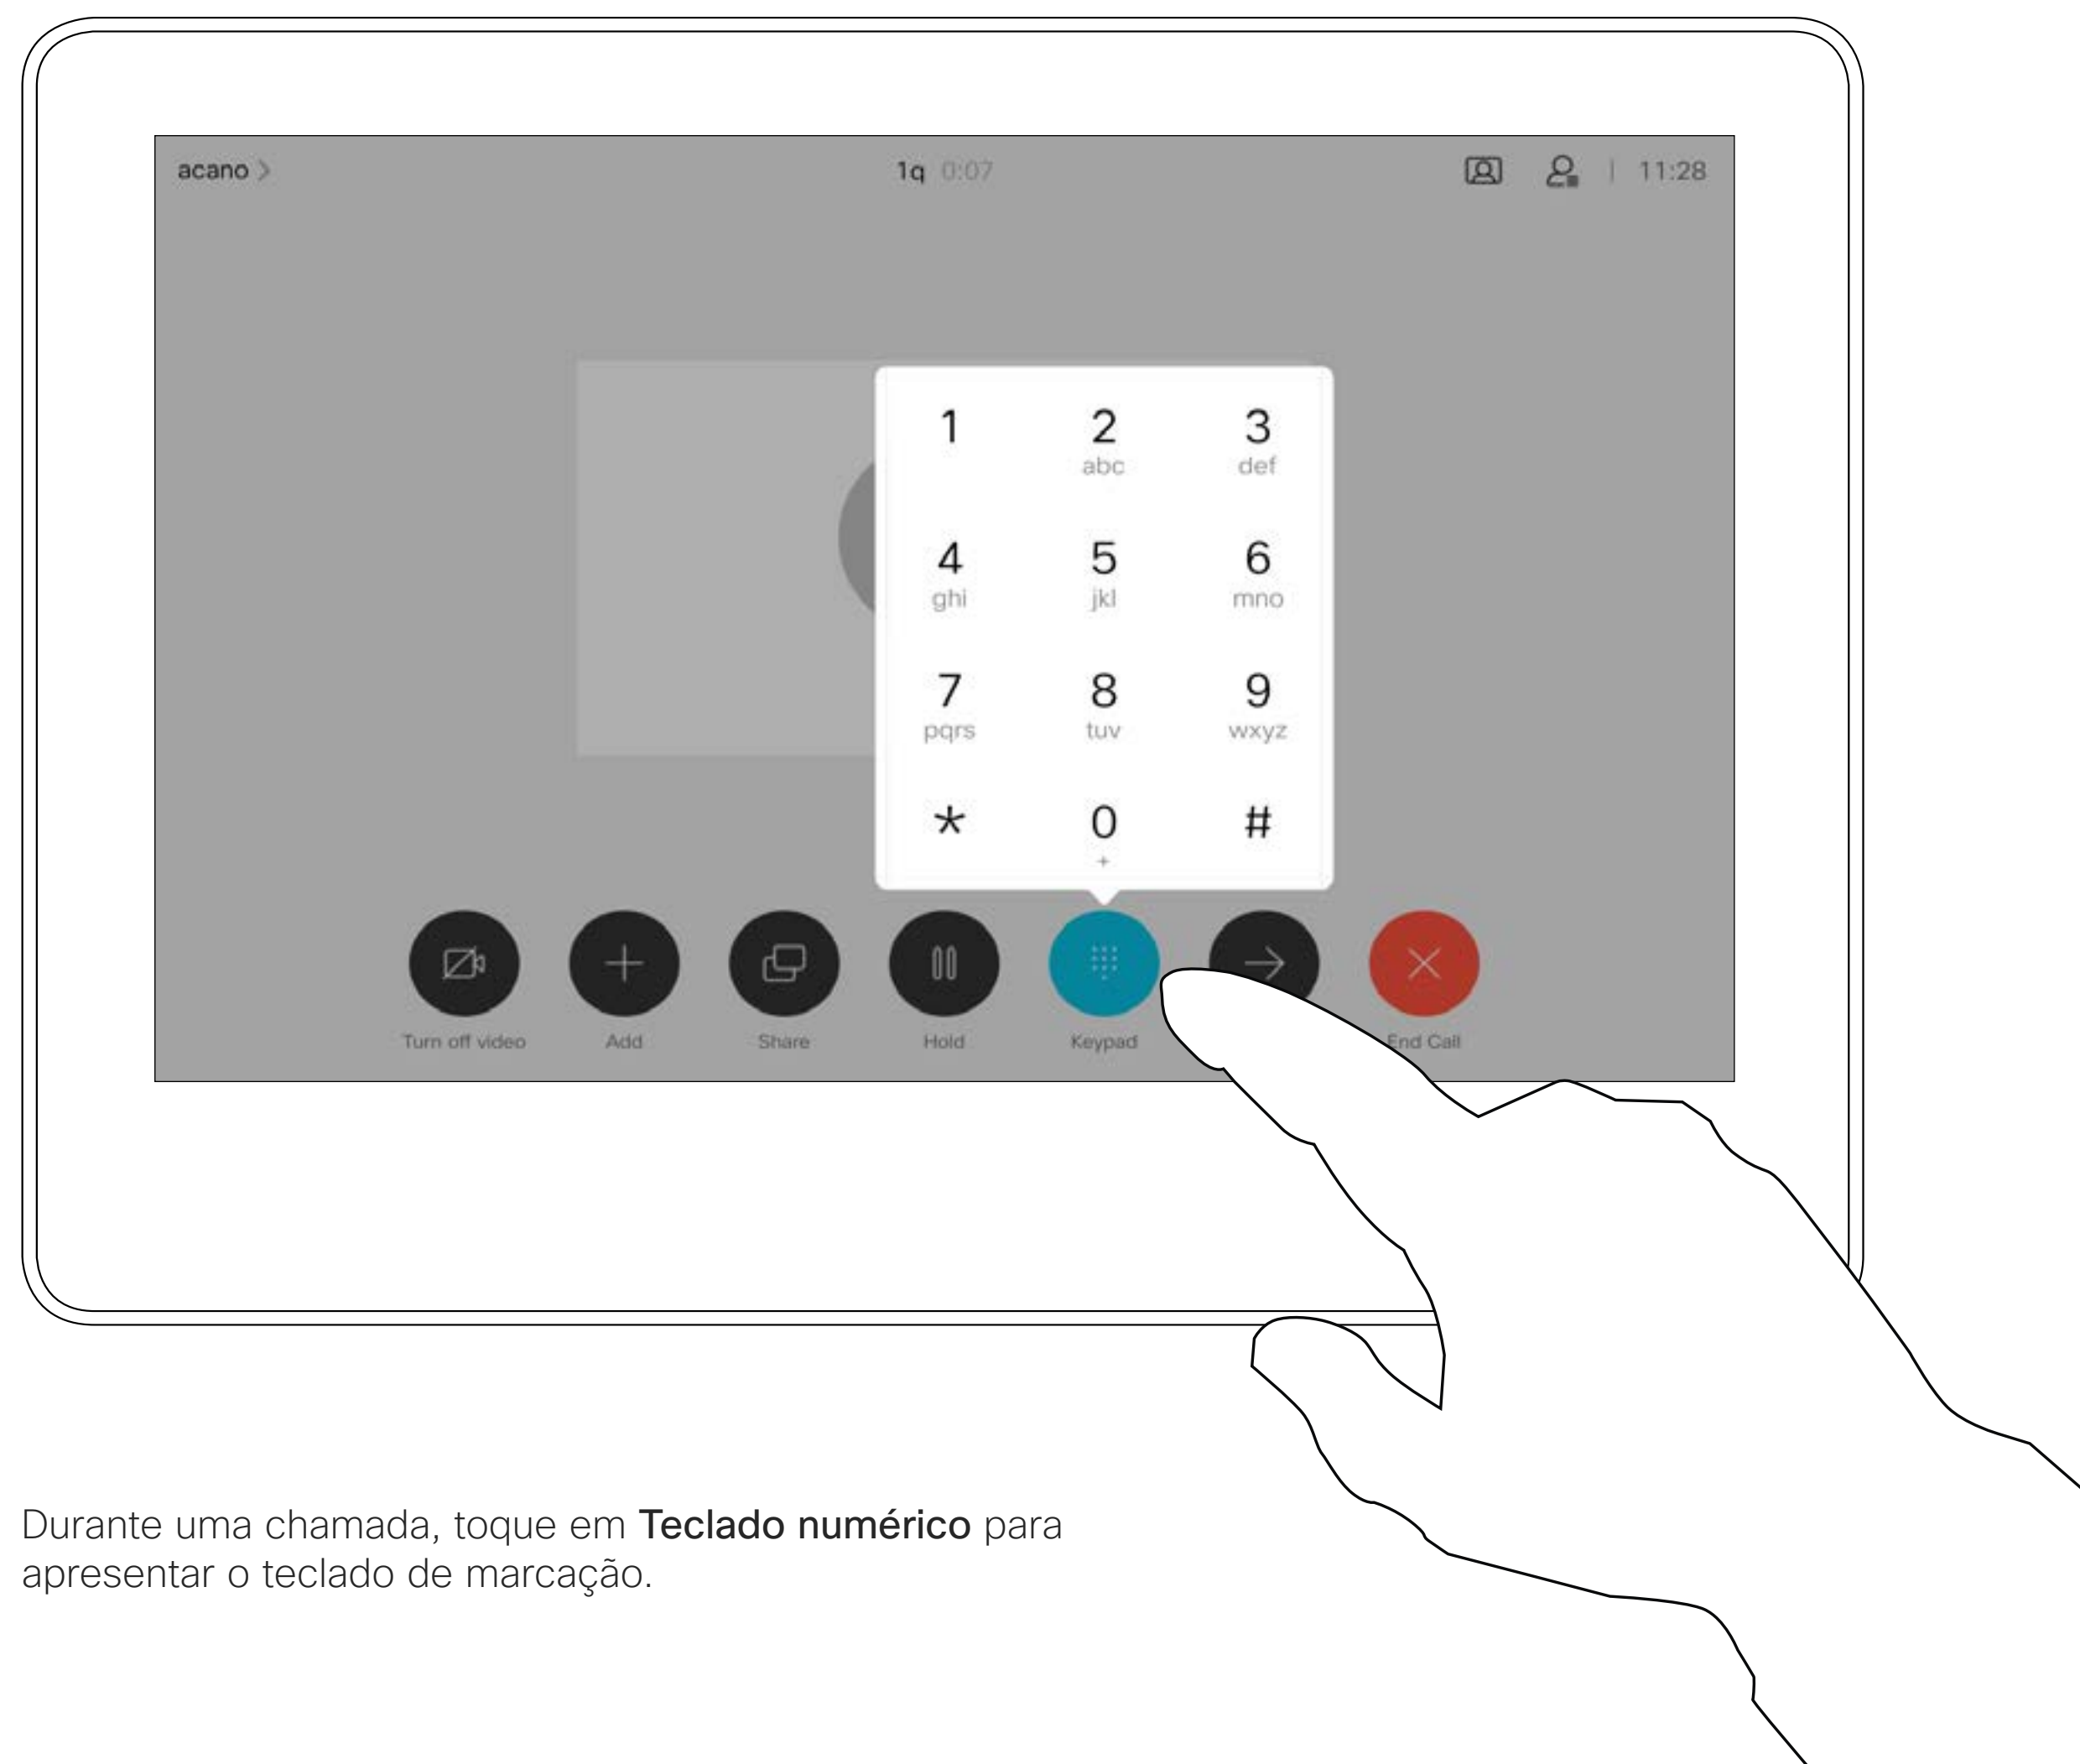 acano
1q 0:07
11:28
1 2 3
abc def
4 5 6
ghi jkl mno
7 8 9
pqrs tuv wxyz
* 0 #
+
Turn off video Add Share Hold Keypad End Call
Durante uma chamada, toque em Teclado numérico para
apresentar o teclado de marcação.